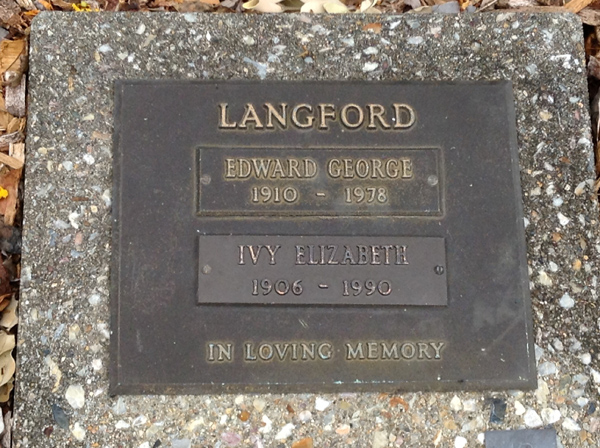 LANGFORD
EDWARD GEORGE
1910 - 1978
IVY ELIZABETH
1906 - 1990
IN LOVING MEMORY